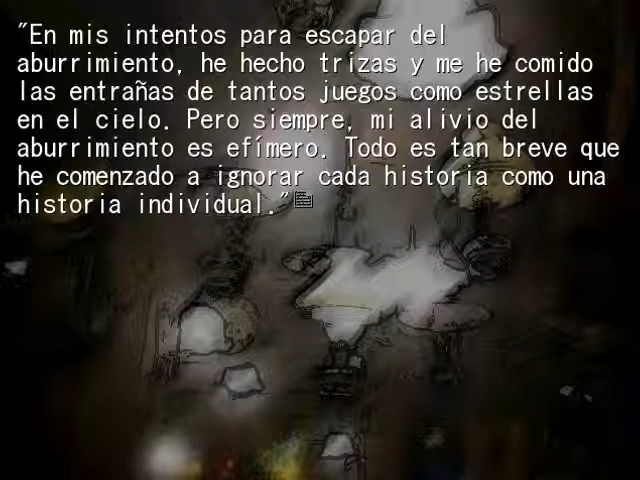 "En mis intentos para escapar del
aburrimiento, he hecho trizas y me he comido
las entrañas de tantos juegos como estrellas
en el cielo. Pero siempre, mi alivio del
aburrimiento es efímero. Todo es tan breve que
he comenzado a ignorar cada historia como una
historia individual."